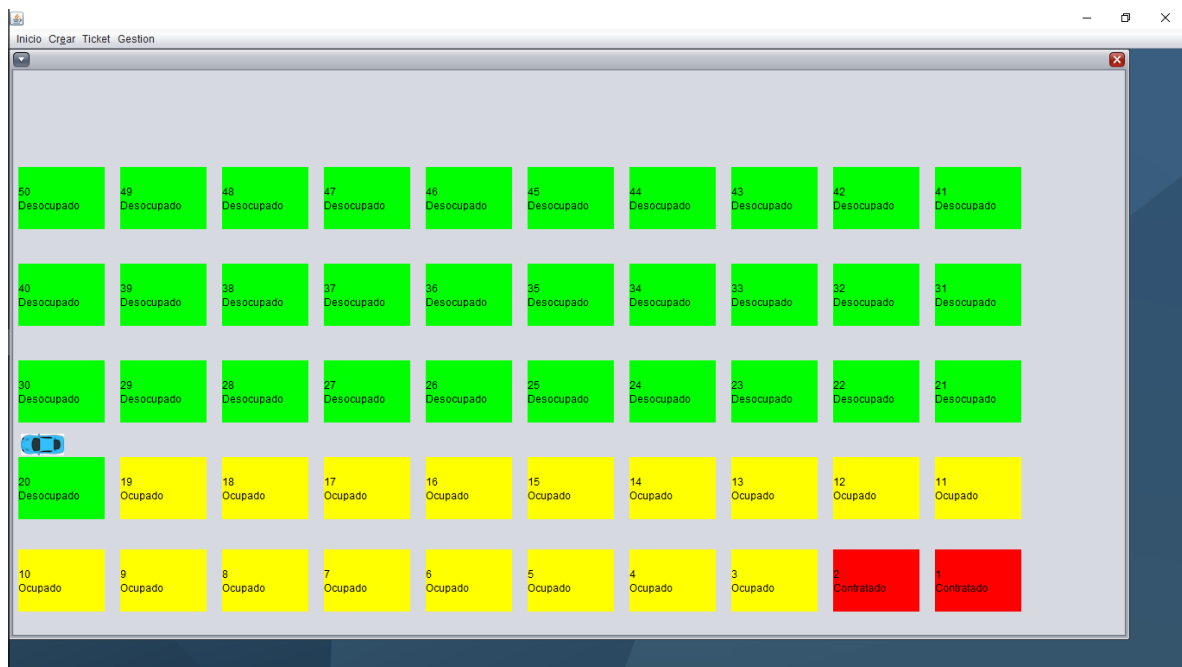 Inicio Crear Ticket Gestion
50 49 48 47 46 45 44 43 42 41
Desocupado Desocupado Desocupado Desocupado Desocupado Desocupado Desocupado Desocupado Desocupado Desocupado
40 39 38 37 36 35 34 33 32 31
Desocupado Desocupado Desocupado Desocupado Desocupado Desocupado Desocupado Desocupado Desocupado Desocupado
30 29 28 27 26 25 24 23 22 21
Desocupado Desocupado Desocupado Desocupado Desocupado Desocupado Desocupado Desocupado Desocupado Desocupado
20 19 18 17 16 15 14 13 12 11
Desocupado Ocupado Ocupado Ocupado Ocupado Ocupado Ocupado Ocupado Ocupado Ocupado
10 9 8 7 6 5 4 3 2 1
Ocupado Ocupado Ocupado Ocupado Ocupado Ocupado Ocupado Ocupado Contratado Contratado